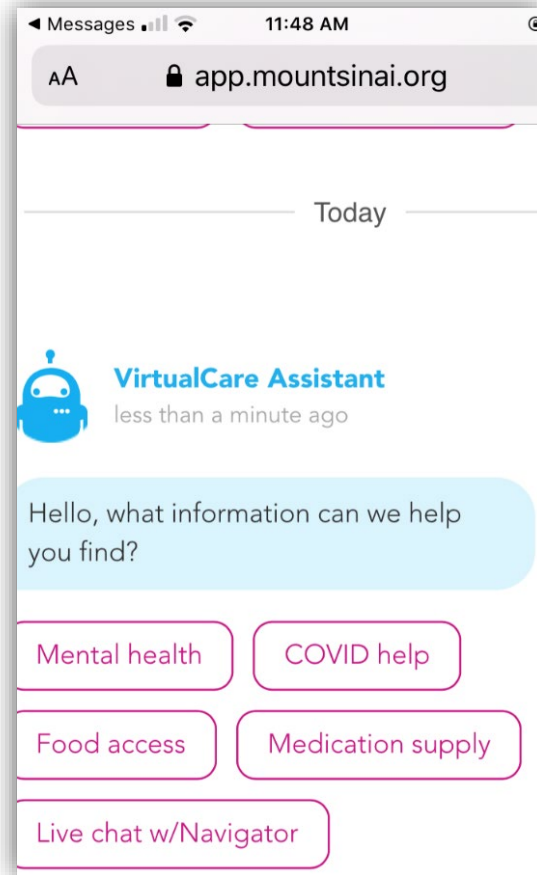 Messages 11:48 AM
AA app.mountsinai.org
Today
VirtualCare Assistant
less than a minute ago
Hello, what information can we help
you find?
Mental health COVID help
Food access Medication supply
Live chat w/Navigator